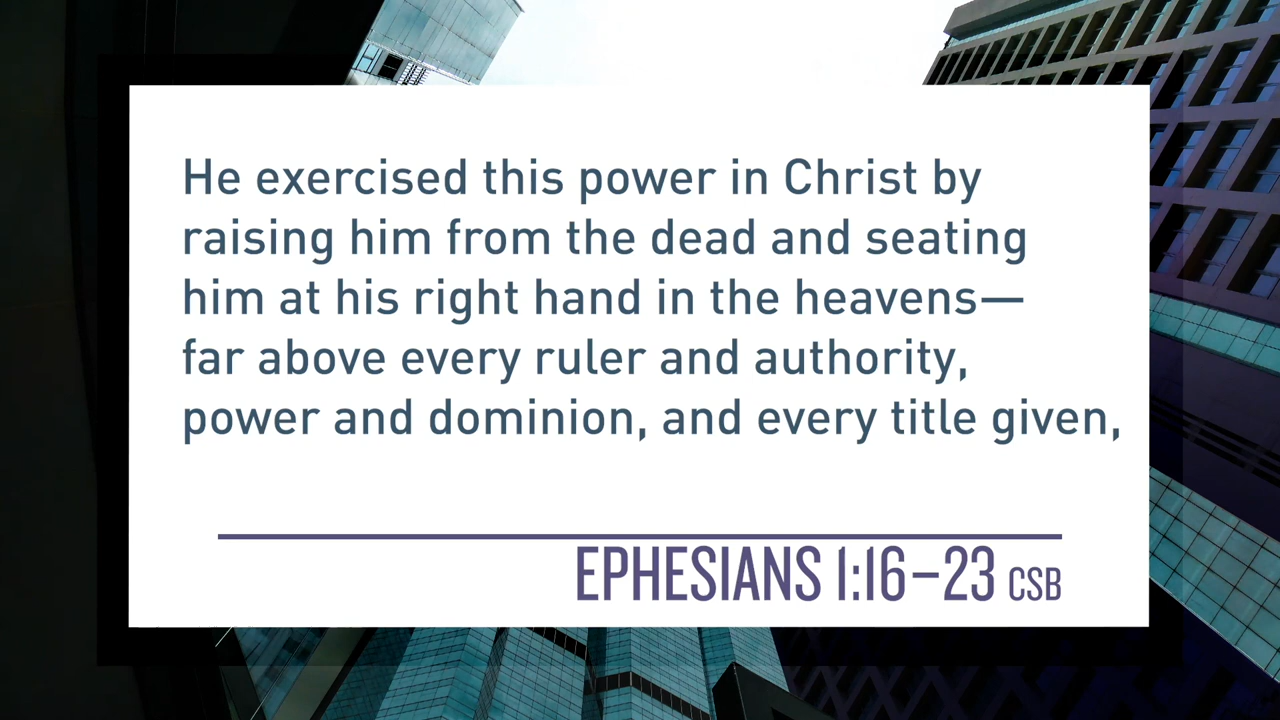 He exercised this power in Christ by
raising him from the dead and seating
him at his right hand in the heavens—
far above every ruler and authority,
power and dominion, and every title given,
EPHESIANS 1:16–23 CSB